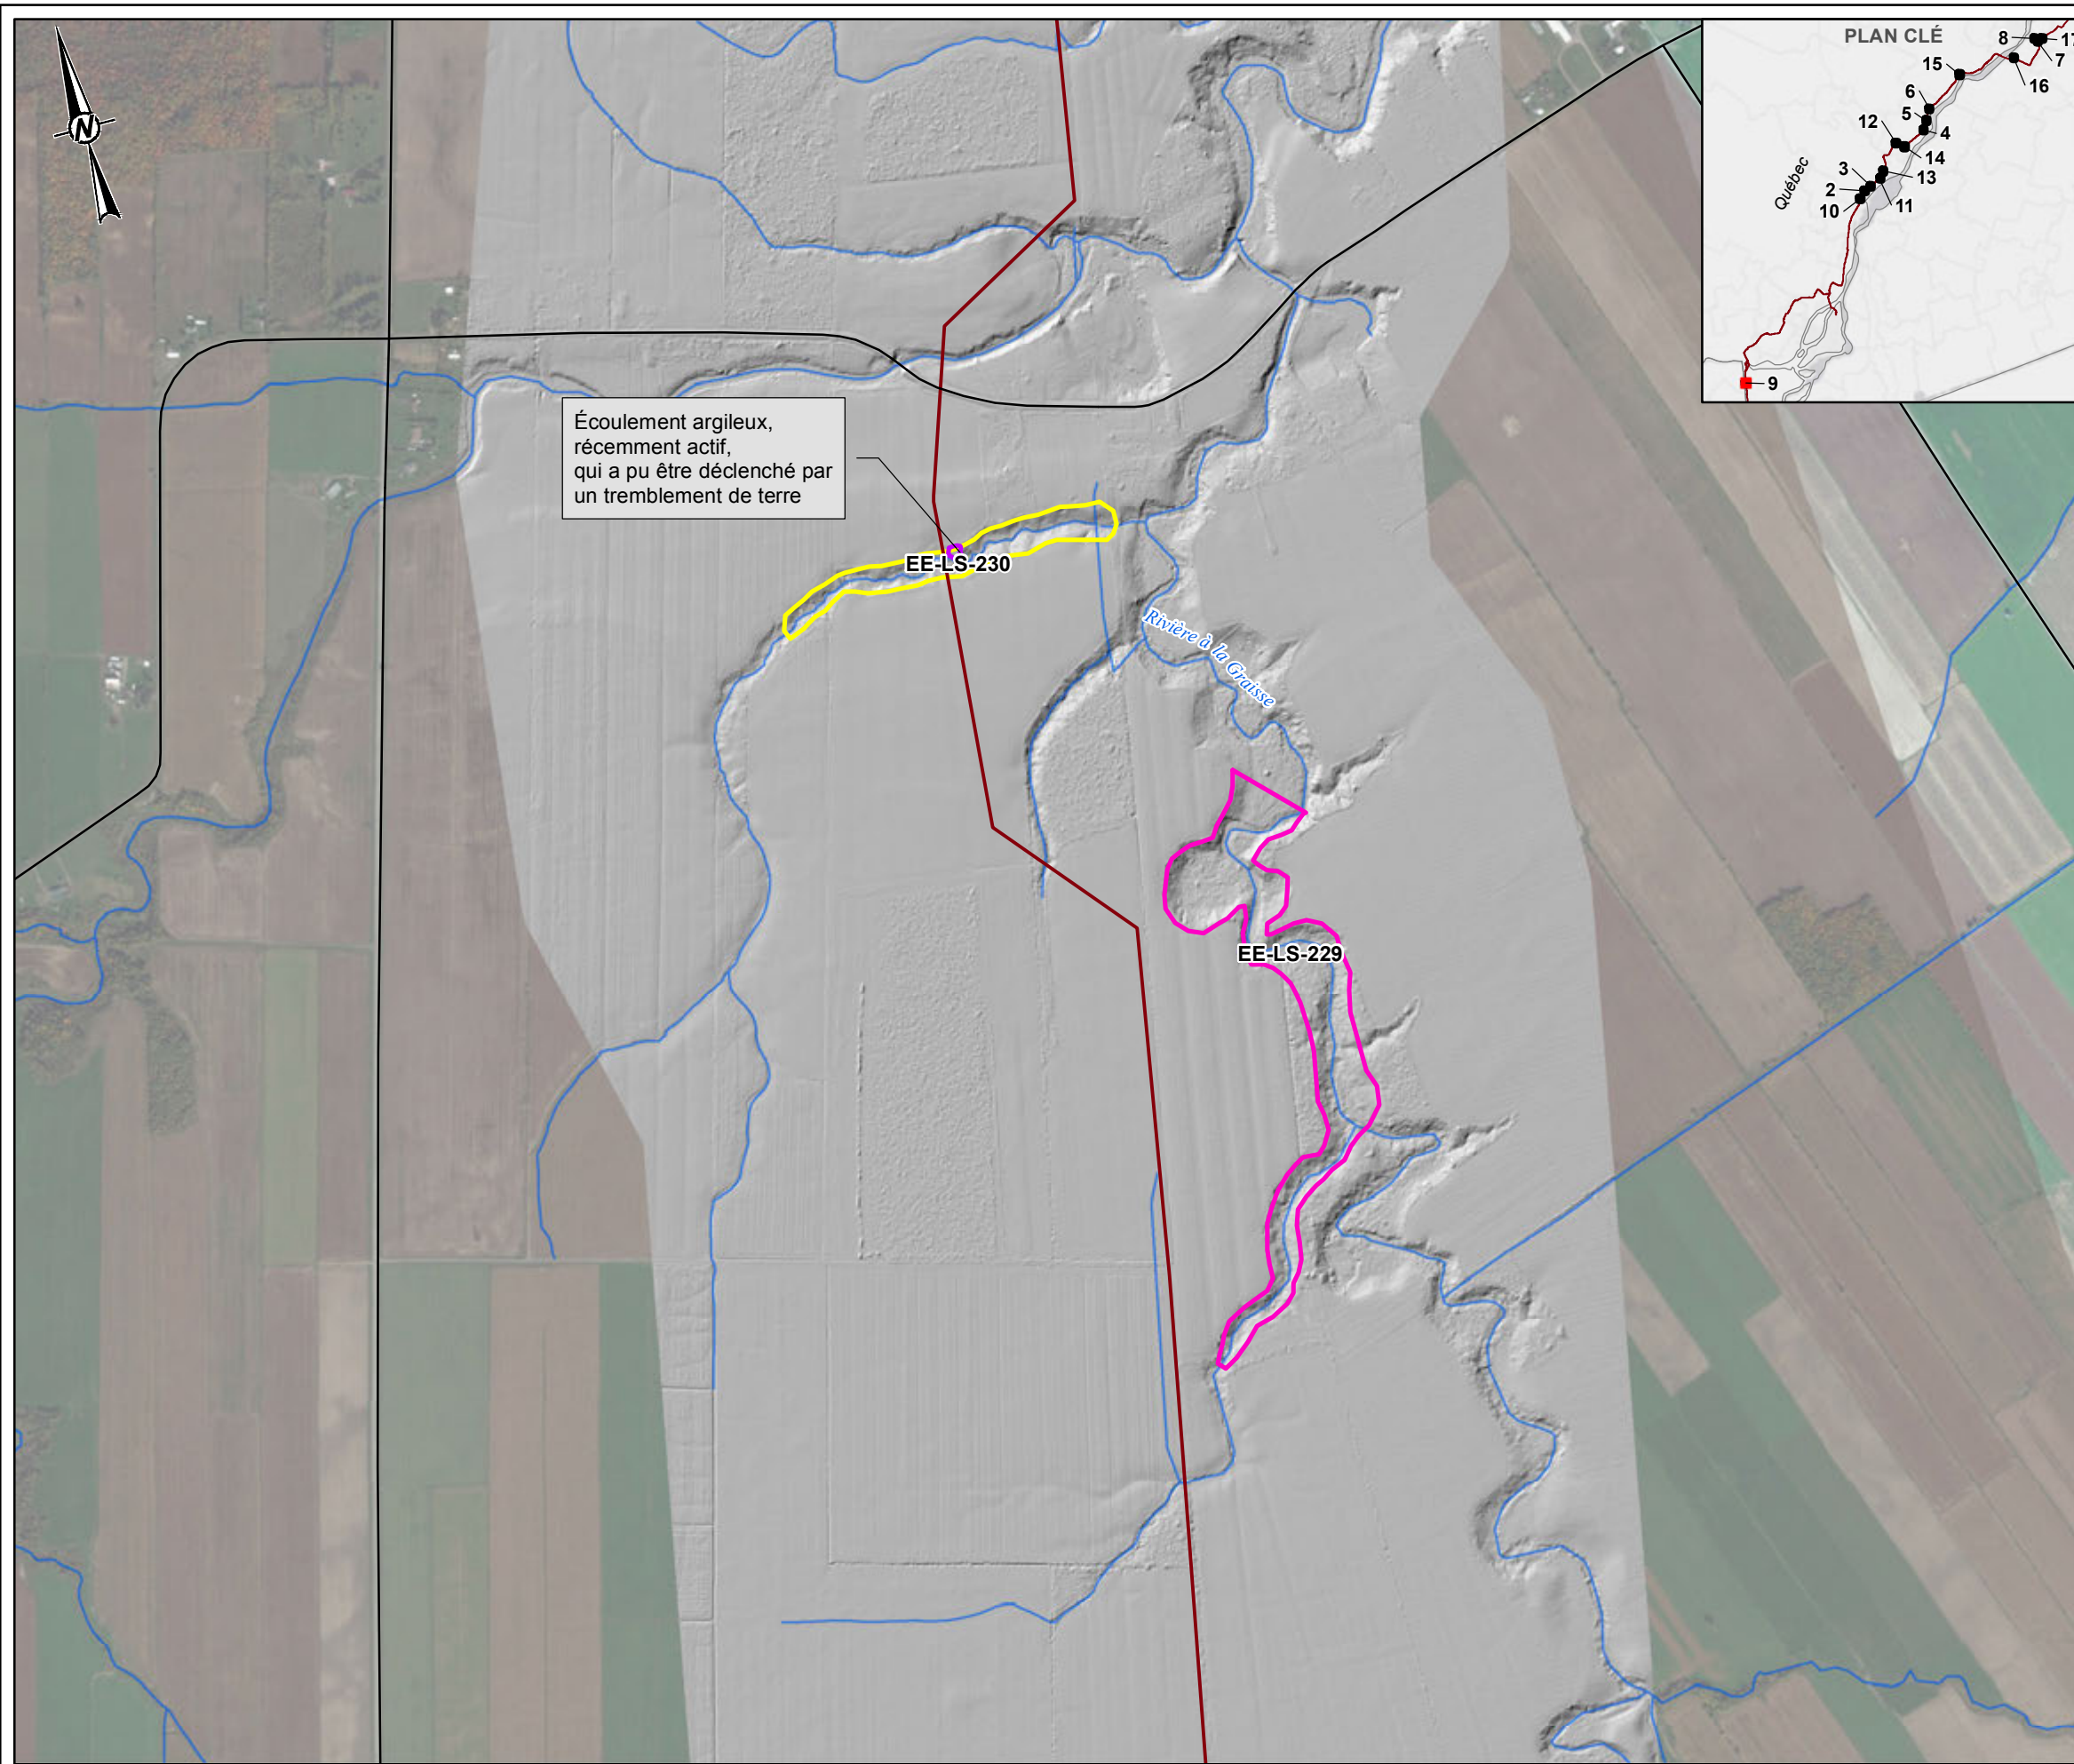 N
PLAN CLÉ
8
17
7
15
16
6
5
4
12
14
3
13
2
11
10
Québec
9
Écoulement argileux,
récemment actif,
qui a pu être déclenché par
un tremblement de terre
EE-LS-230
Rivière à la Graisse
EE-LS-229